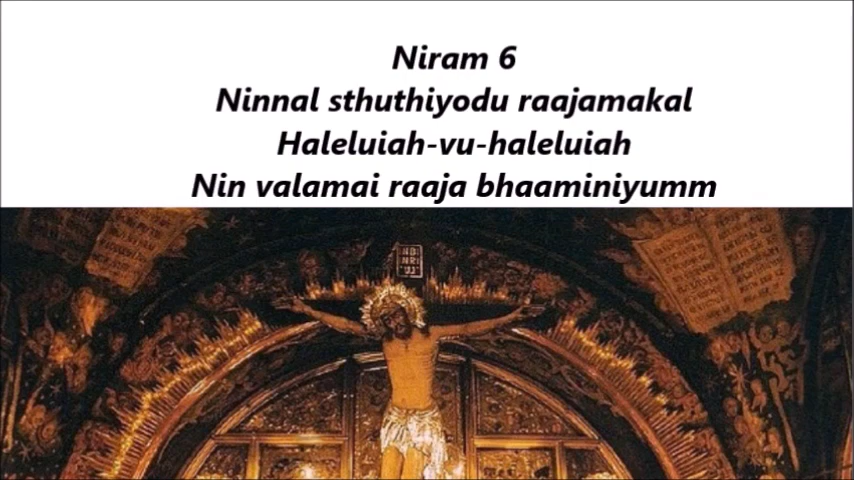 Niram 6
Ninnal sthuthiyodu raajamakal
Haleluiah-vu-haleluiah
Nin valamai raaja bhaaminiyumm